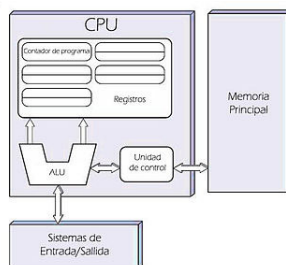 CPU
Contador de programa
Registros
Memoria
Principal
Unidad
de control
ALU
Sistemas de
Entrada/Sallida